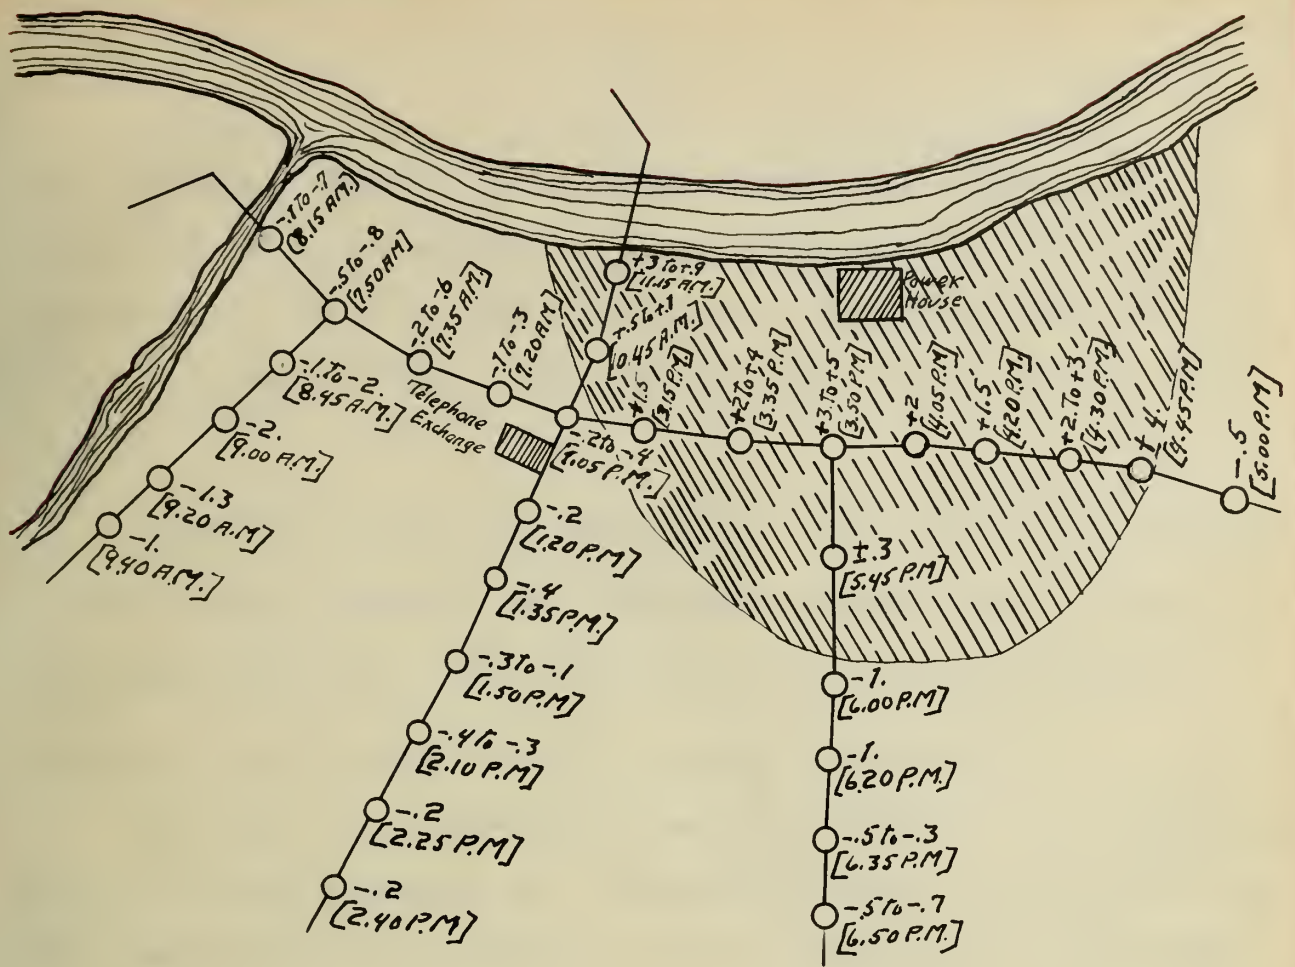 -.1 To -.7
[8.15 A.M.]
-.5 to -.8
[7.50 A.M]
-.2 To -.6
[7.35 A.M.]
-.1 To -.3
[7.20 A.M]
+.3 To +.9
[11.15 A.M.]
+.5 to +.1
[10.45 A.M.]
Power
House
Telephone
Exchange
-.1. To -2.
[8.45 A.M.]
-2.
[9.00 A.M.]
-1.3
[9.20 A.M]
-1.
[9.40 A.M.]
-.2 to -.4
[1.05 P.M.]
+1.5
[3.15 P.M]
+2 To +4
[3.35 P.M]
+3 To +5
[3.50 P.M]
+2
[4.05 P.M.]
+1.5
[4.20 P.M.]
+2. To +3
[4.30 P.M.]
[4.45 P.M]
-.5
[5.00 P.M]
-.2
[1.20 P.M]
-.4
[1.35 P.M.]
-.3 To -.1
[1.50 P.M]
-.4 to -.3
[2.10 P.M]
-.2
[2.25 P.M]
-.2
[2.40 P.M]
±.3
[5.45 P.M]
-1.
[6.00 P.M]
-1.
[6.20 P.M.]
-.5 to -.3
[6.35 P.M]
-.5 to -.7
[6.50 P.M.]